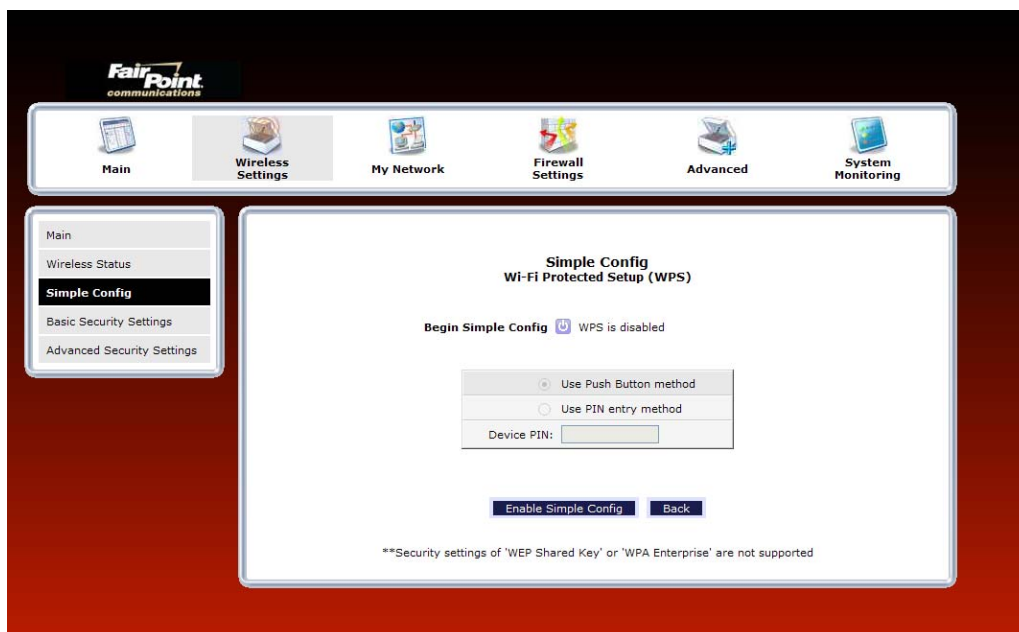 FairPoint.
communications
Main
Wireless
Settings
My Network
Firewall
Settings
Advanced
System
Monitoring
Main
Wireless Status
Simple Config
Basic Security Settings
Advanced Security Settings
Simple Config
Wi-Fi Protected Setup (WPS)
Begin Simple Config WPS is disabled
Use Push Button method
Use PIN entry method
Device PIN:
Enable Simple Config Back
**Security settings of 'WEP Shared Key' or 'WPA Enterprise' are not supported